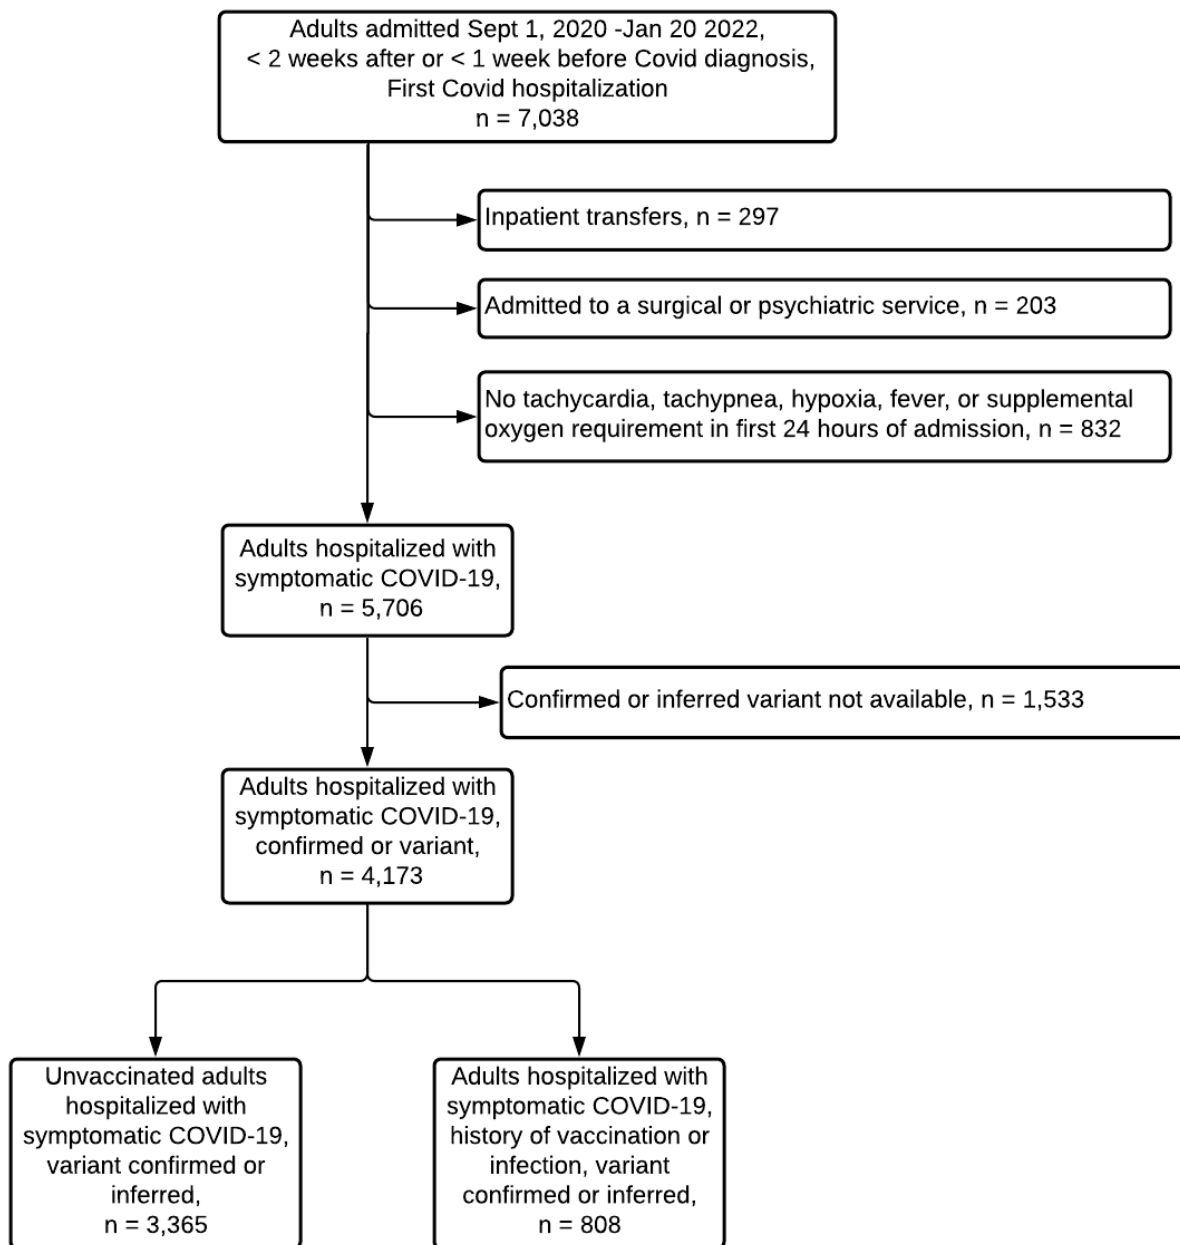 Adults admitted Sept 1, 2020 -Jan 20 2022,
< 2 weeks after or < 1 week before Covid diagnosis,
First Covid hospitalization
n = 7,038
Inpatient transfers, n = 297
Admitted to a surgical or psychiatric service, n = 203
No tachycardia, tachypnea, hypoxia, fever, or supplemental
oxygen requirement in first 24 hours of admission, n = 832
Adults hospitalized with
symptomatic COVID-19,
n = 5,706
Confirmed or inferred variant not available, n = 1,533
Adults hospitalized with
symptomatic COVID-19,
confirmed or variant,
n = 4,173
Unvaccinated adults
hospitalized with
symptomatic COVID-19,
variant confirmed or
inferred,
n = 3,365
Adults hospitalized with
symptomatic COVID-19,
history of vaccination or
infection, variant
confirmed or inferred,
n = 808